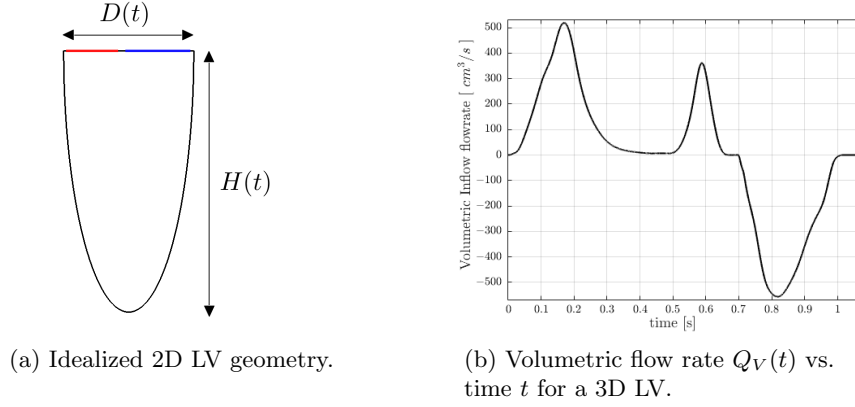 D(t)
H(t)
(a) Idealized 2D LV geometry.
Volumetric Inflow flowrate [ cm³/s ]
500
400
300
200
100
0
−100
−200
−300
−400
−500
0 0.1 0.2 0.3 0.4 0.5 0.6 0.7 0.8 0.9 1
time [s]
(b) Volumetric flow rate Q_V(t) vs.
time t for a 3D LV.